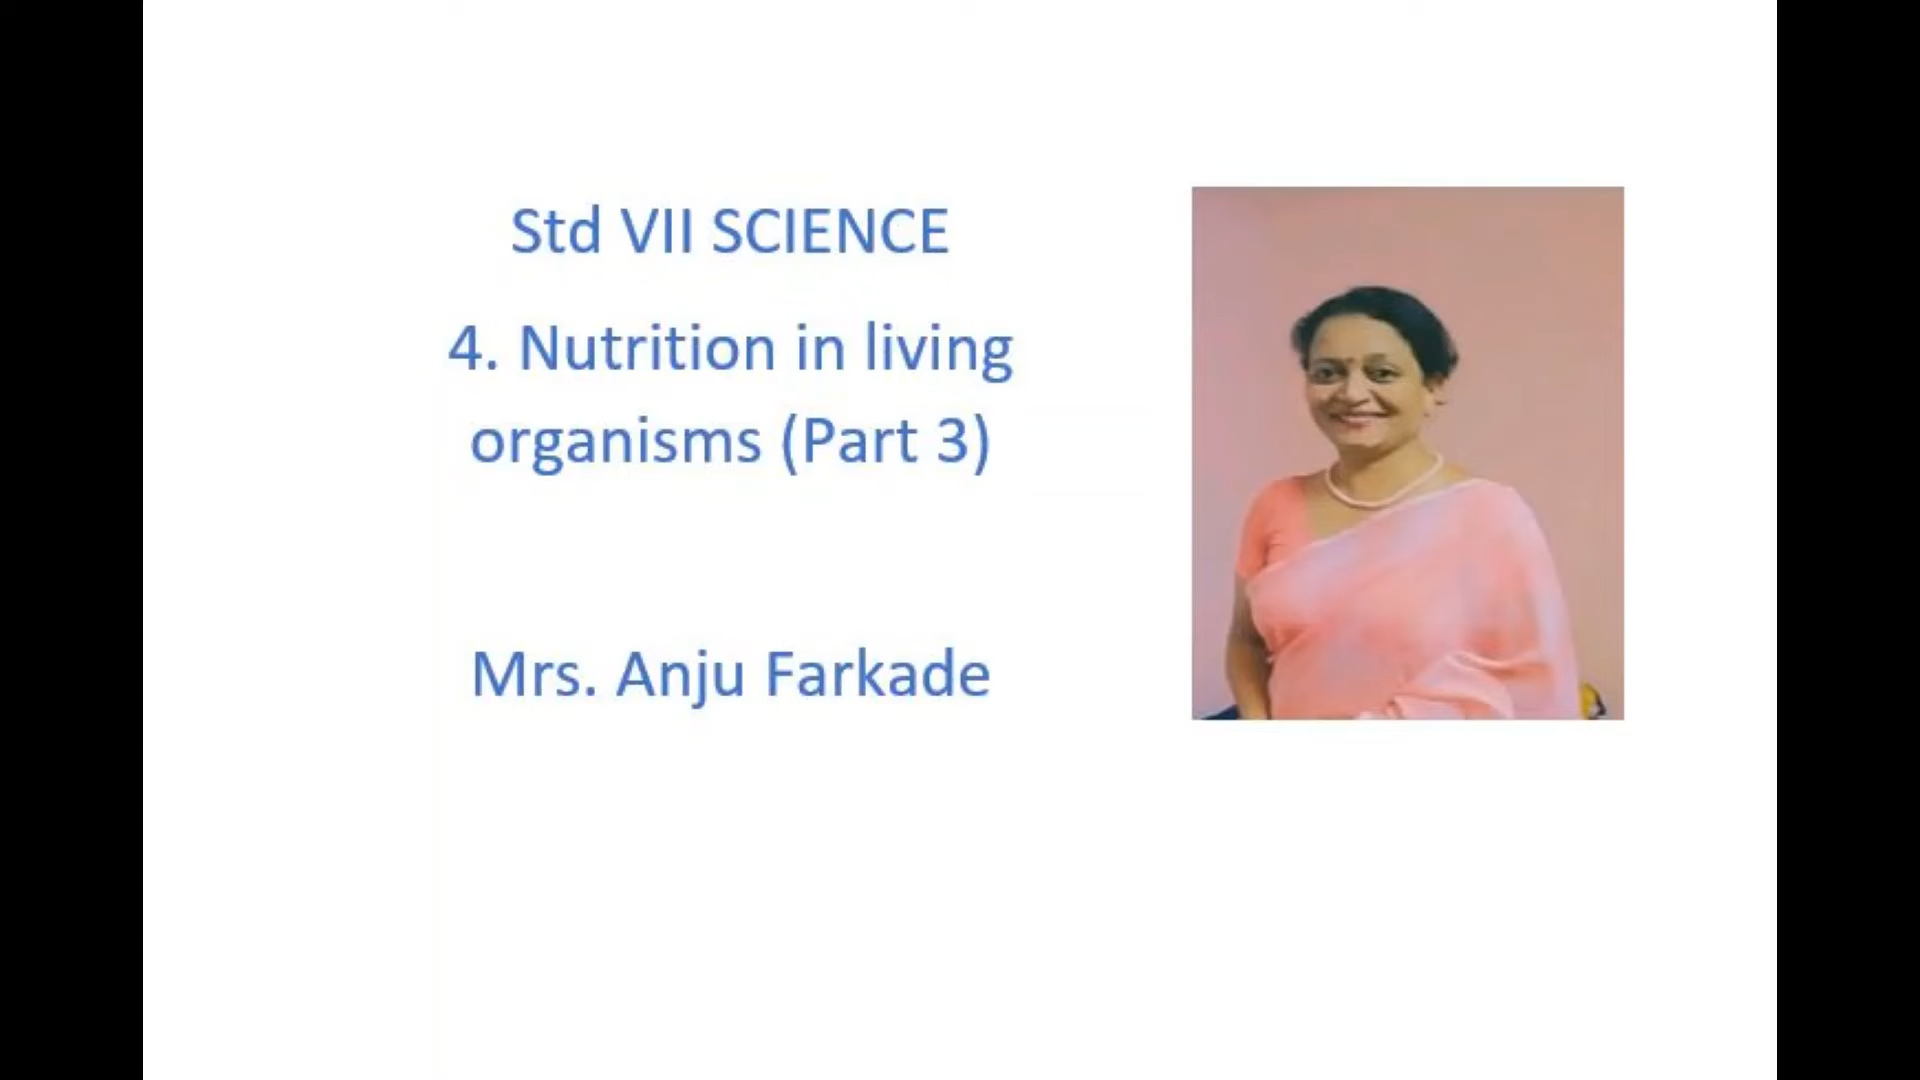 Std VII SCIENCE
4. Nutrition in living
organisms (Part 3)
Mrs. Anju Farkade